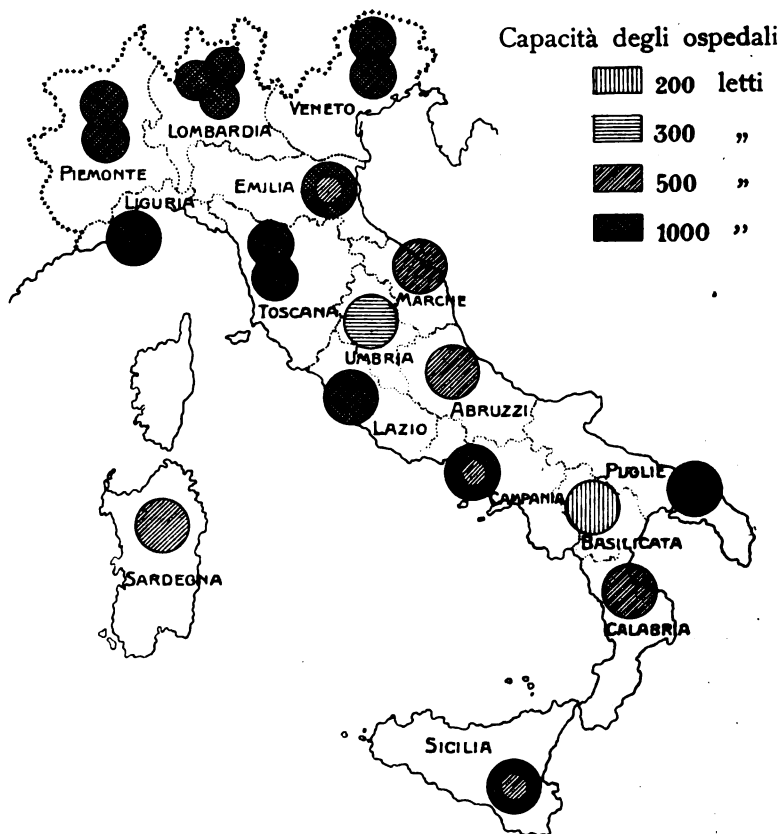 Capacità degli ospedali
200 letti
300 „
500 „
1000 ”
VENETO
LOMBARDIA
PIEMONTE
EMILIA
LIGURIA
TOSCANA
MARCHE
UMBRIA
ABRUZZI
LAZIO
PUGLIE
CAMPANIA
BASILICATA
SARDEGNA
CALABRIA
SICILIA